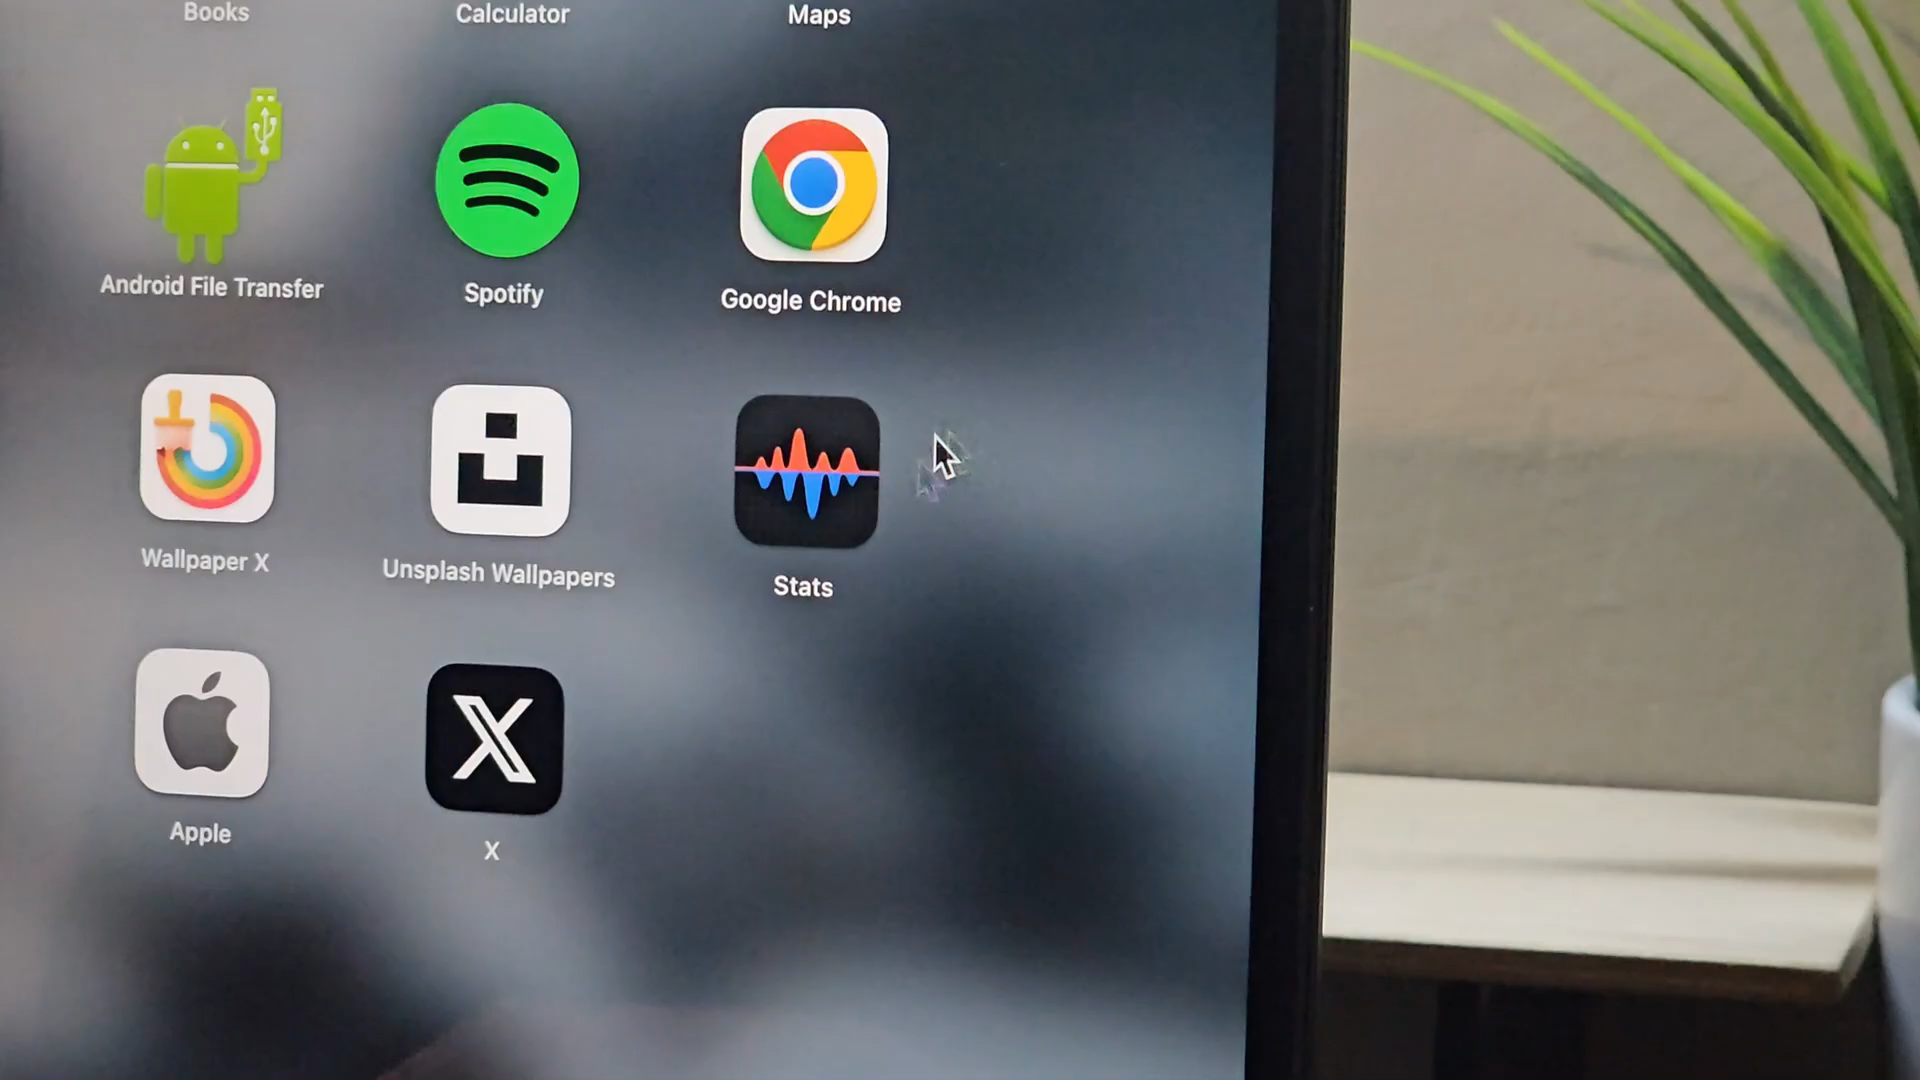 Books
Calculator
Maps
Android File Transfer
Spotify
Google Chrome
Wallpaper X
Unsplash Wallpapers
Stats
Apple
X